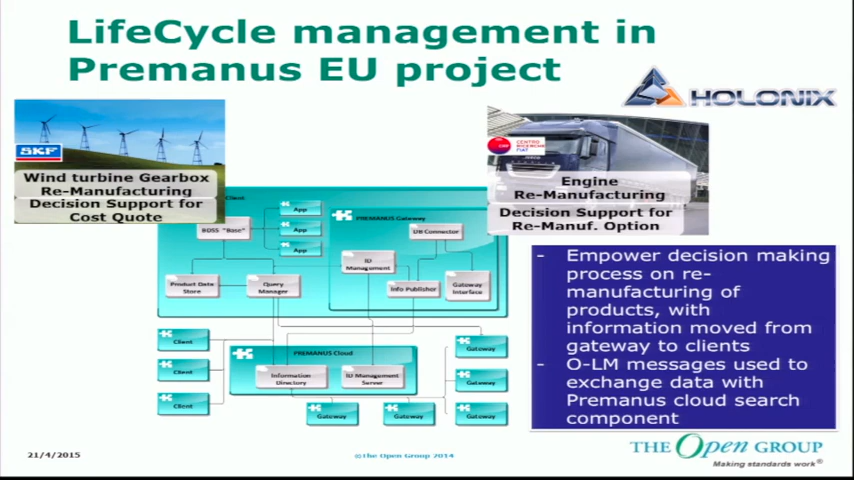 LifeCycle management in
Premanus EU project
HOLONIX
SKF
Wind turbine Gearbox
Re-Manufacturing
Decision Support for
Cost Quote
CENTRO
RICERCHE
FIAT
Engine
Re-Manufacturing
Decision Support for
Re-Manuf. Option
Client
BOSS "Base"
App
App
App
PREMANUS Gateway
DB Connector
ID
Management
Product Data
Store
Query
Manager
Info Publisher
Gateway
Interface
Client
Client
Client
PREMANUS Cloud
Information
Directory
ID Management
Server
Gateway
Gateway
Gateway
Gateway
Gateway
- Empower decision making
process on re-
manufacturing of
products, with
information moved from
gateway to clients
- O-LM messages used to
exchange data with
Premanus cloud search
component
21/4/2015
©The Open Group 2014
THE Open GROUP
Making standards work®